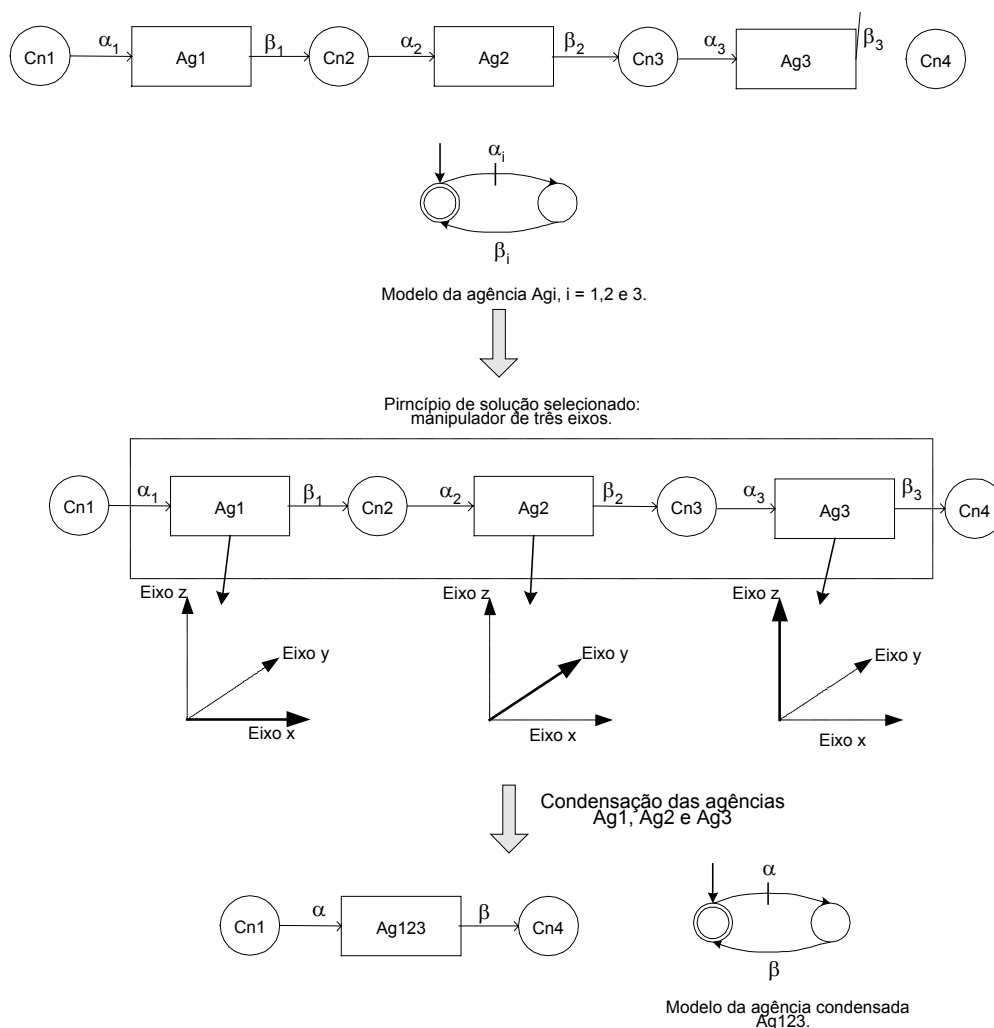 Cn1 α1 Ag1 β1 Cn2 α2 Ag2 β2 Cn3 α3 Ag3 β3 Cn4
αi
βi
Modelo da agência Agi, i = 1,2 e 3.
Pirncípio de solução selecionado:
manipulador de três eixos.
Cn1 α1 Ag1 β1 Cn2 α2 Ag2 β2 Cn3 α3 Ag3 β3 Cn4
Eixo z Eixo z Eixo z
Eixo y Eixo y Eixo y
Eixo x Eixo x Eixo x
Condensação das agências
Ag1, Ag2 e Ag3
Cn1 α Ag123 β Cn4
α
β
Modelo da agência condensada
Ag123.